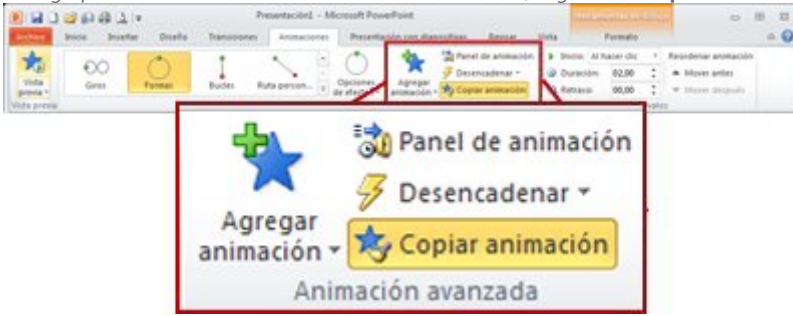 Presentación1 - Microsoft PowerPoint
Archivo Inicio Insertar Diseño Transiciones Animaciones Presentación con diapositivas Revisar Vista Formato
Panel de animación Inicio: Al hacer clic Reordenar animación
Vista previa Giros Formas Bucles Ruta person... Opciones de efectos Agregar animación Desencadenar Duración: 02,00 Mover antes
Copiar animación Retraso: 00,00 Mover después
Vista previa
Panel de animación
Desencadenar
Agregar
animación
Copiar animación
Animación avanzada